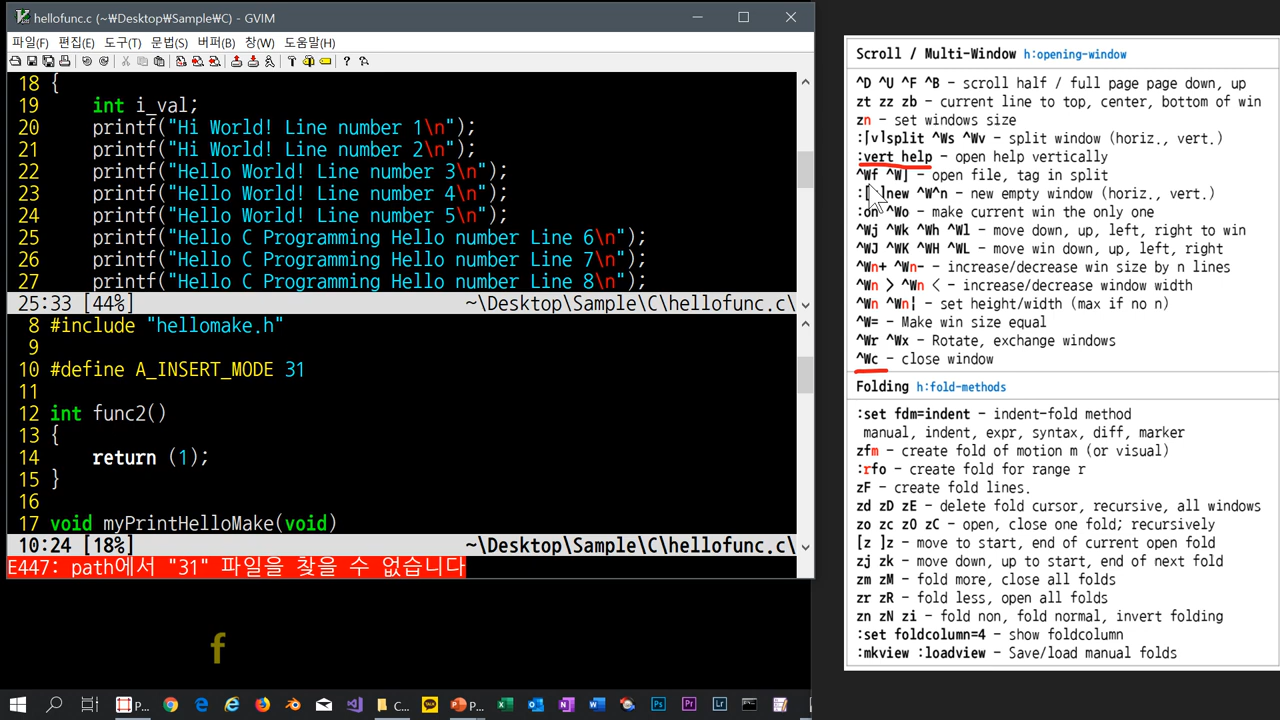 hellofunc.c (~\Desktop\Sample\C) - GVIM
파일(F) 편집(E) 도구(T) 문법(S) 버퍼(B) 창(W) 도움말(H)
18 {
19     int i_val;
20     printf("Hi World! Line number 1\n");
21     printf("Hi World! Line number 2\n");
22     printf("Hello World! Line number 3\n");
23     printf("Hello World! Line number 4\n");
24     printf("Hello World! Line number 5\n");
25     printf("Hello C Programming Hello number Line 6\n");
26     printf("Hello C Programming Hello number Line 7\n");
27     printf("Hello C Programming Hello number Line 8\n");
25:33 [44%] ~\Desktop\Sample\C\hellofunc.c\
8 #include "hellomake.h"
9
10 #define A_INSERT_MODE 31
11
12 int func2()
13 {
14     return (1);
15 }
16
17 void myPrintHelloMake(void)
10:24 [18%] ~\Desktop\Sample\C\hellofunc.c\
E447: path에서 "31" 파일을 찾을 수 없습니다
f
Scroll / Multi-Window h:opening-window
^D ^U ^F ^B - scroll half / full page page down, up
zt zz zb - current line to top, center, bottom of win
zn - set windows size
:[v]split ^Ws ^Wv - split window (horiz., vert.)
:vert help - open help vertically
^Wf ^W] - open file, tag in split
:[ ]new ^W^n - new empty window (horiz., vert.)
:on ^Wo - make current win the only one
^Wj ^Wk ^Wh ^Wl - move down, up, left, right to win
^WJ ^WK ^WH ^WL - move win down, up, left, right
^Wn+ ^Wn- - increase/decrease win size by n lines
^Wn > ^Wn < - increase/decrease window width
^Wn ^Wn¦ - set height/width (max if no n)
^W= - Make win size equal
^Wr ^Wx - Rotate, exchange windows
^Wc - close window
Folding h:fold-methods
:set fdm=indent - indent-fold method
manual, indent, expr, syntax, diff, marker
zfm - create fold of motion m (or visual)
:rfo - create fold for range r
zF - create fold lines.
zd zD zE - delete fold cursor, recursive, all windows
zo zc zO zC - open, close one fold; recursively
[z ]z - move to start, end of current open fold
zj zk - move down, up to start, end of next fold
zm zM - fold more, close all folds
zr zR - fold less, open all folds
zn zN zi - fold non, fold normal, invert folding
:set foldcolumn=4 - show foldcolumn
:mkview :loadview - Save/load manual folds
P... C... P...